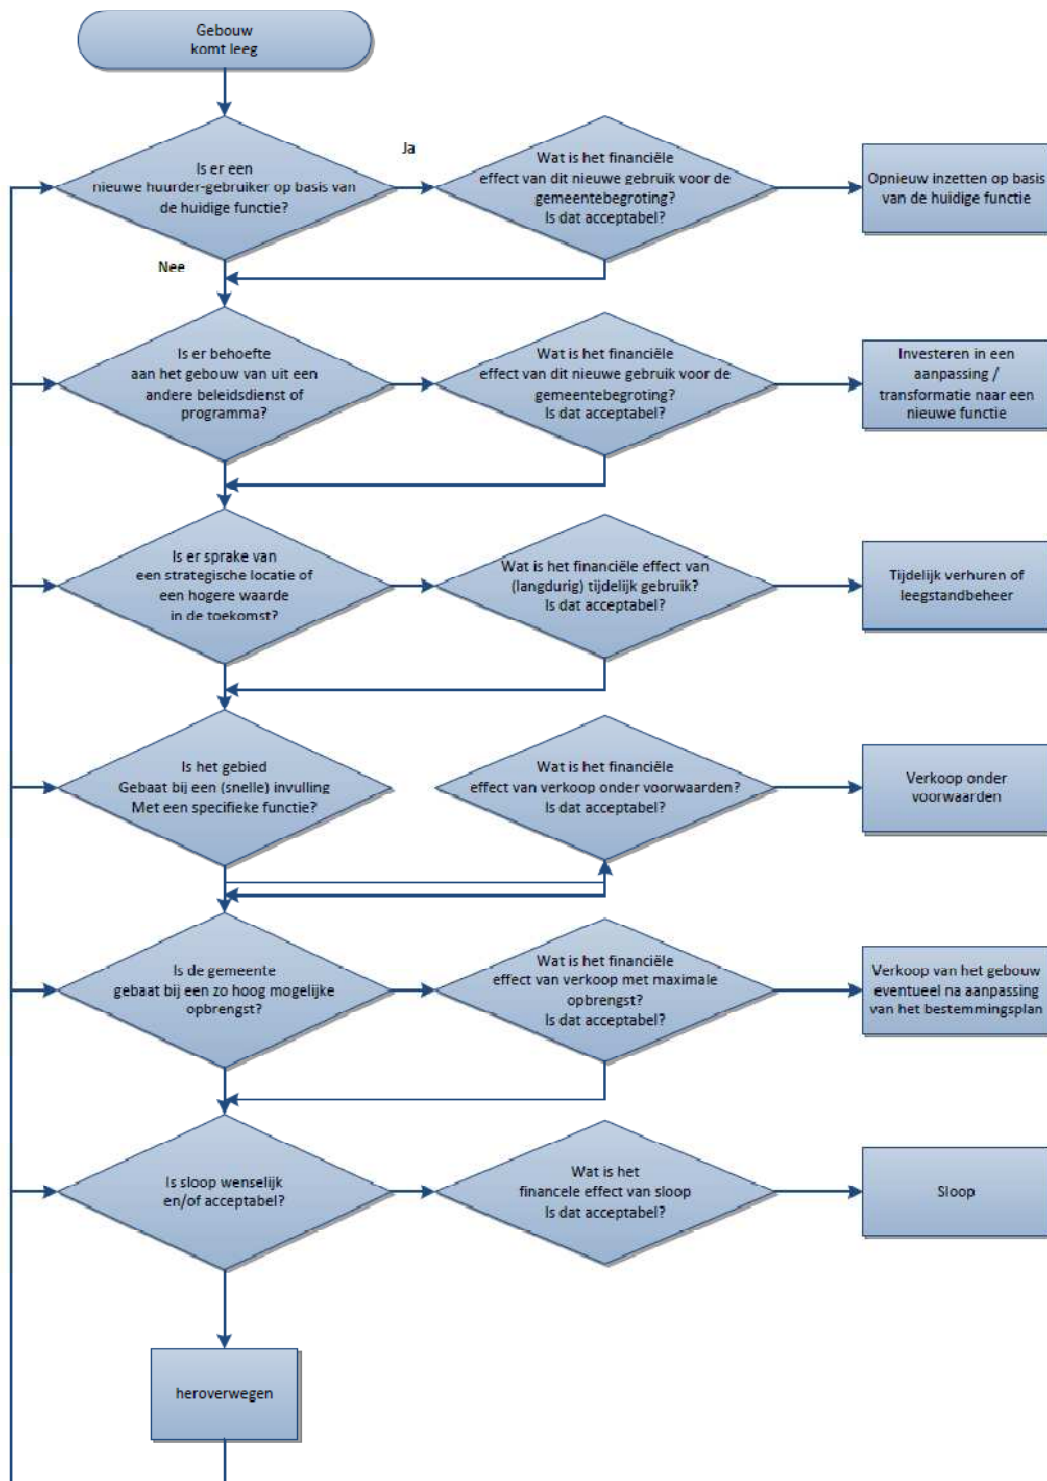 Gebouw
komt leeg
Is er een
nieuwe huurder-gebruiker op basis van
de huidige functie?
Ja
Wat is het financiële
effect van dit nieuwe gebruik voor de
gemeentebegroting?
Is dat acceptabel?
Opnieuw inzetten op basis
van de huidige functie
Nee
Is er behoefte
aan het gebouw van uit een
andere beleidsdienst of
programma?
Wat is het financiële
effect van dit nieuwe gebruik voor de
gemeentebegroting?
Is dat acceptabel?
Investeren in een
aanpassing /
transformatie naar een
nieuwe functie
Is er sprake van
een strategische locatie of
een hogere waarde
in de toekomst?
Wat is het financiële effect van
(langdurig) tijdelijk gebruik?
Is dat acceptabel?
Tijdelijk verhuren of
leegstandbeheer
Is het gebied
Gebaat bij een (snelle) invulling
Met een specifieke functie?
Wat is het financiële
effect van verkoop onder voorwaarden?
Is dat acceptabel?
Verkoop onder
voorwaarden
Is de gemeente
gebaat bij een zo hoog mogelijke
opbrengst?
Wat is het financiële
effect van verkoop met maximale
opbrengst?
Is dat acceptabel?
Verkoop van het gebouw
eventueel na aanpassing
van het bestemmingsplan
Is sloop wenselijk
en/of acceptabel?
Wat is het
financele effect van sloop
Is dat acceptabel?
Sloop
heroverwegen